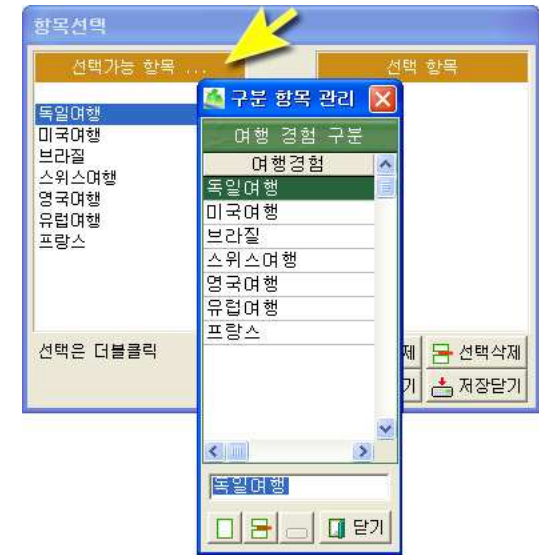 항목선택
선택가능 항목 ...
선택 항목
독일여행
미국여행
브라질
스위스여행
영국여행
유럽여행
프랑스
선택은 더블클릭
제
선택삭제
기
저장닫기
구분 항목 관리
여행 경험 구분
여행경험
독일여행
미국여행
브라질
스위스여행
영국여행
유럽여행
프랑스
독일여행
닫기